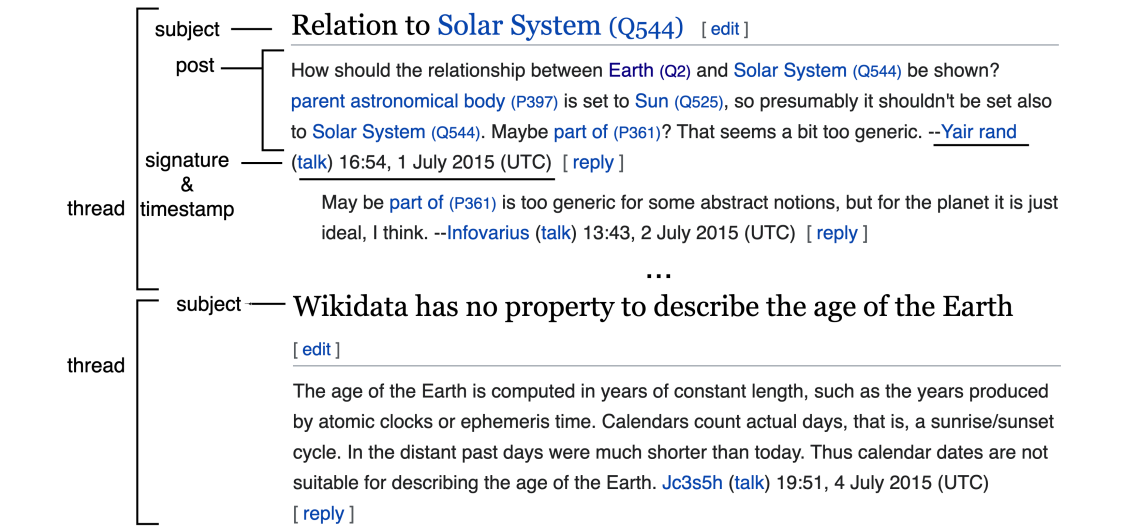 subject Relation to Solar System (Q544) [ edit ]
post
How should the relationship between Earth (Q2) and Solar System (Q544) be shown?
parent astronomical body (P397) is set to Sun (Q525), so presumably it shouldn't be set also
to Solar System (Q544). Maybe part of (P361)? That seems a bit too generic. --Yair rand
signature
&
timestamp
(talk) 16:54, 1 July 2015 (UTC) [ reply ]
thread
May be part of (P361) is too generic for some abstract notions, but for the planet it is just
ideal, I think. --Infovarius (talk) 13:43, 2 July 2015 (UTC) [ reply ]
...
subject Wikidata has no property to describe the age of the Earth
[ edit ]
thread
The age of the Earth is computed in years of constant length, such as the years produced
by atomic clocks or ephemeris time. Calendars count actual days, that is, a sunrise/sunset
cycle. In the distant past days were much shorter than today. Thus calendar dates are not
suitable for describing the age of the Earth. Jc3s5h (talk) 19:51, 4 July 2015 (UTC)
[ reply ]